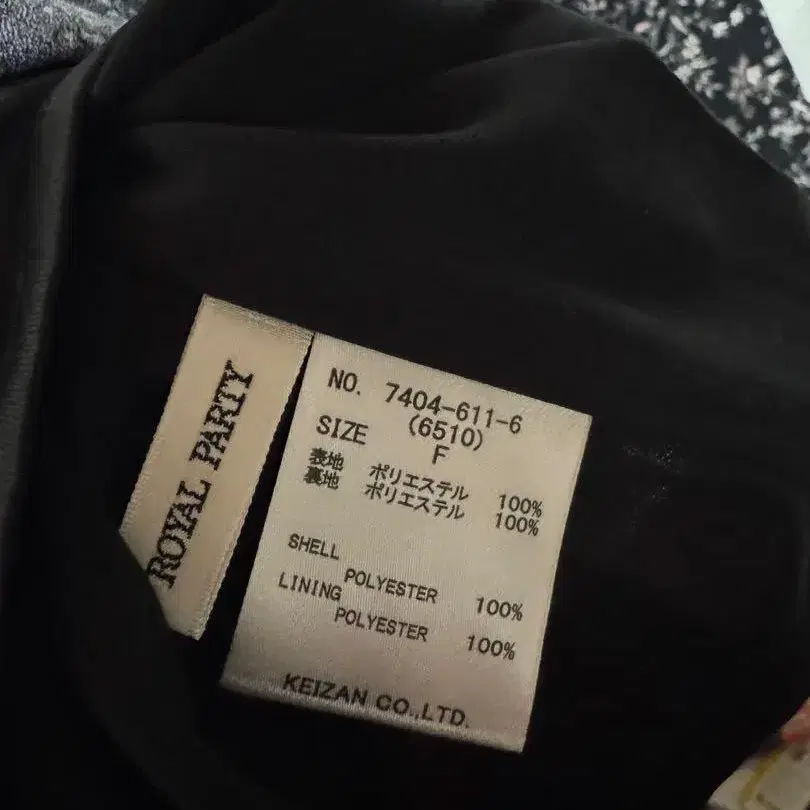 ROYAL PARTY
NO. 7404-611-6
(6510)
SIZE F
表地 ポリエステル 100%
裏地 ポリエステル 100%
SHELL
POLYESTER 100%
LINING
POLYESTER 100%
KEIZAN CO.,LTD.